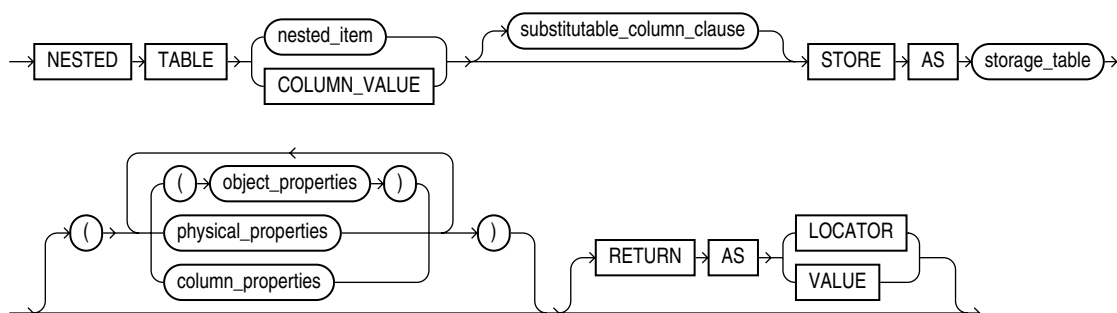 nested_item substitutable_column_clause
NESTED TABLE STORE AS storage_table
COLUMN_VALUE
( object_properties ) LOCATOR
( physical_properties ) RETURN AS
column_properties VALUE